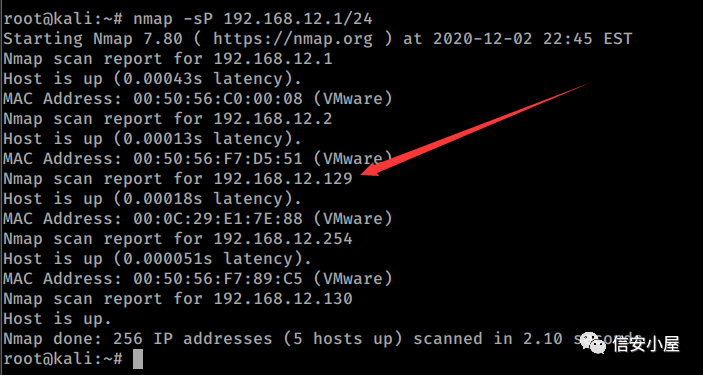 root@kali:~# nmap -sP 192.168.12.1/24
Starting Nmap 7.80 ( https://nmap.org ) at 2020-12-02 22:45 EST
Nmap scan report for 192.168.12.1
Host is up (0.00043s latency).
MAC Address: 00:50:56:C0:00:08 (VMware)
Nmap scan report for 192.168.12.2
Host is up (0.00013s latency).
MAC Address: 00:50:56:F7:D5:51 (VMware)
Nmap scan report for 192.168.12.129
Host is up (0.00018s latency).
MAC Address: 00:0C:29:E1:7E:88 (VMware)
Nmap scan report for 192.168.12.254
Host is up (0.000051s latency).
MAC Address: 00:50:56:F7:89:C5 (VMware)
Nmap scan report for 192.168.12.130
Host is up.
Nmap done: 256 IP addresses (5 hosts up) scanned in 2.10 seconds
root@kali:~#
信安小屋